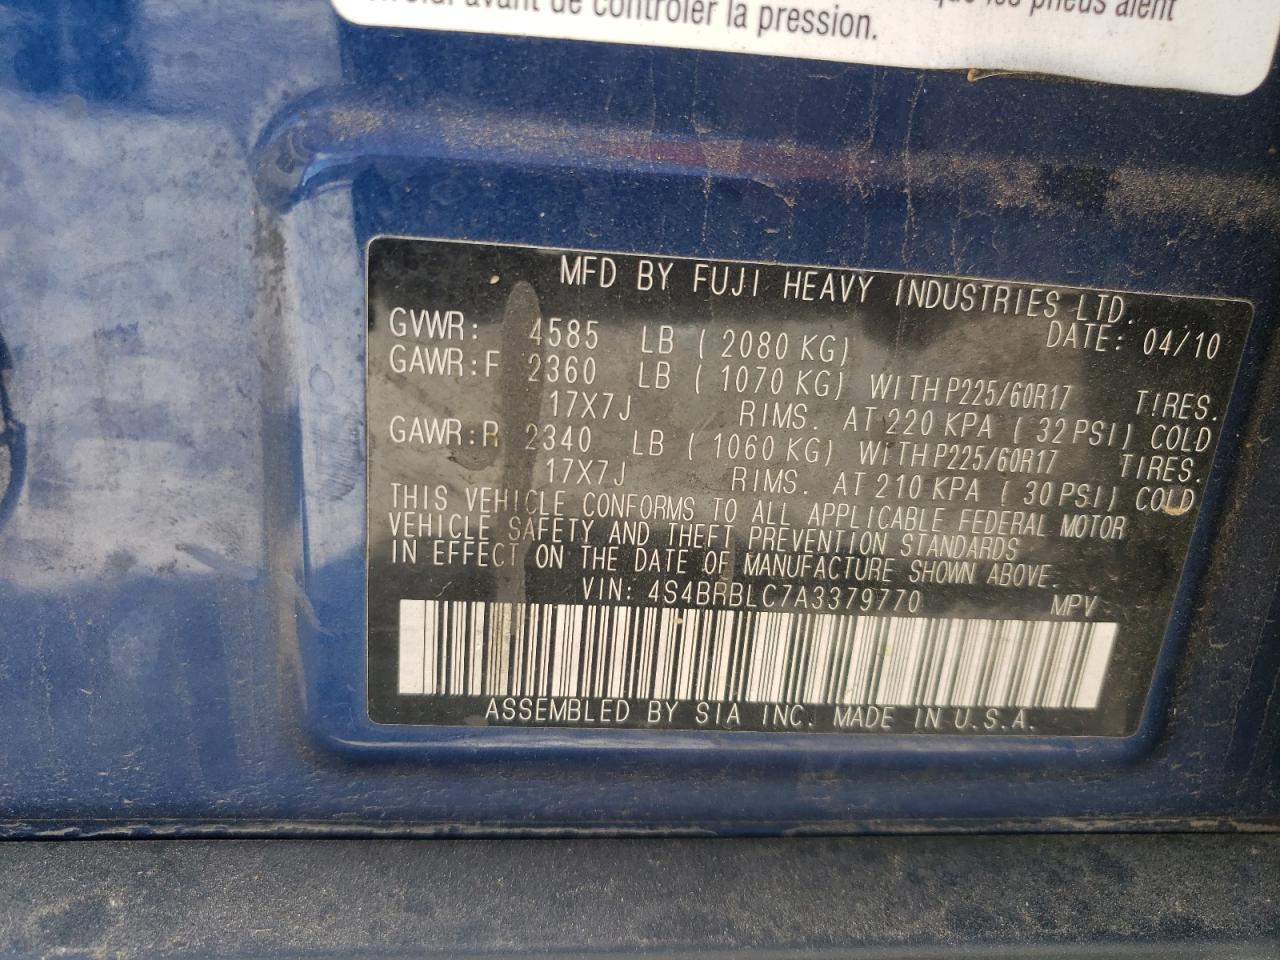 avant de contrôler la pression.
que les pneus aient
MFD BY FUJI HEAVY INDUSTRIES LTD.
DATE: 04/10
GVWR: 4585 LB ( 2080 KG)
GAWR:F 2360 LB ( 1070 KG) WITH P225/60R17 TIRES.
17X7J RIMS. AT 220 KPA ( 32 PSI) COLD
GAWR:R 2340 LB ( 1060 KG) WITH P225/60R17 TIRES.
17X7J RIMS. AT 210 KPA ( 30 PSI) COLD
THIS VEHICLE CONFORMS TO ALL APPLICABLE FEDERAL MOTOR
VEHICLE SAFETY AND THEFT PREVENTION STANDARDS
IN EFFECT ON THE DATE OF MANUFACTURE SHOWN ABOVE.
VIN: 4S4BRBLC7A3379770 MPV
ASSEMBLED BY SIA INC. MADE IN U.S.A.